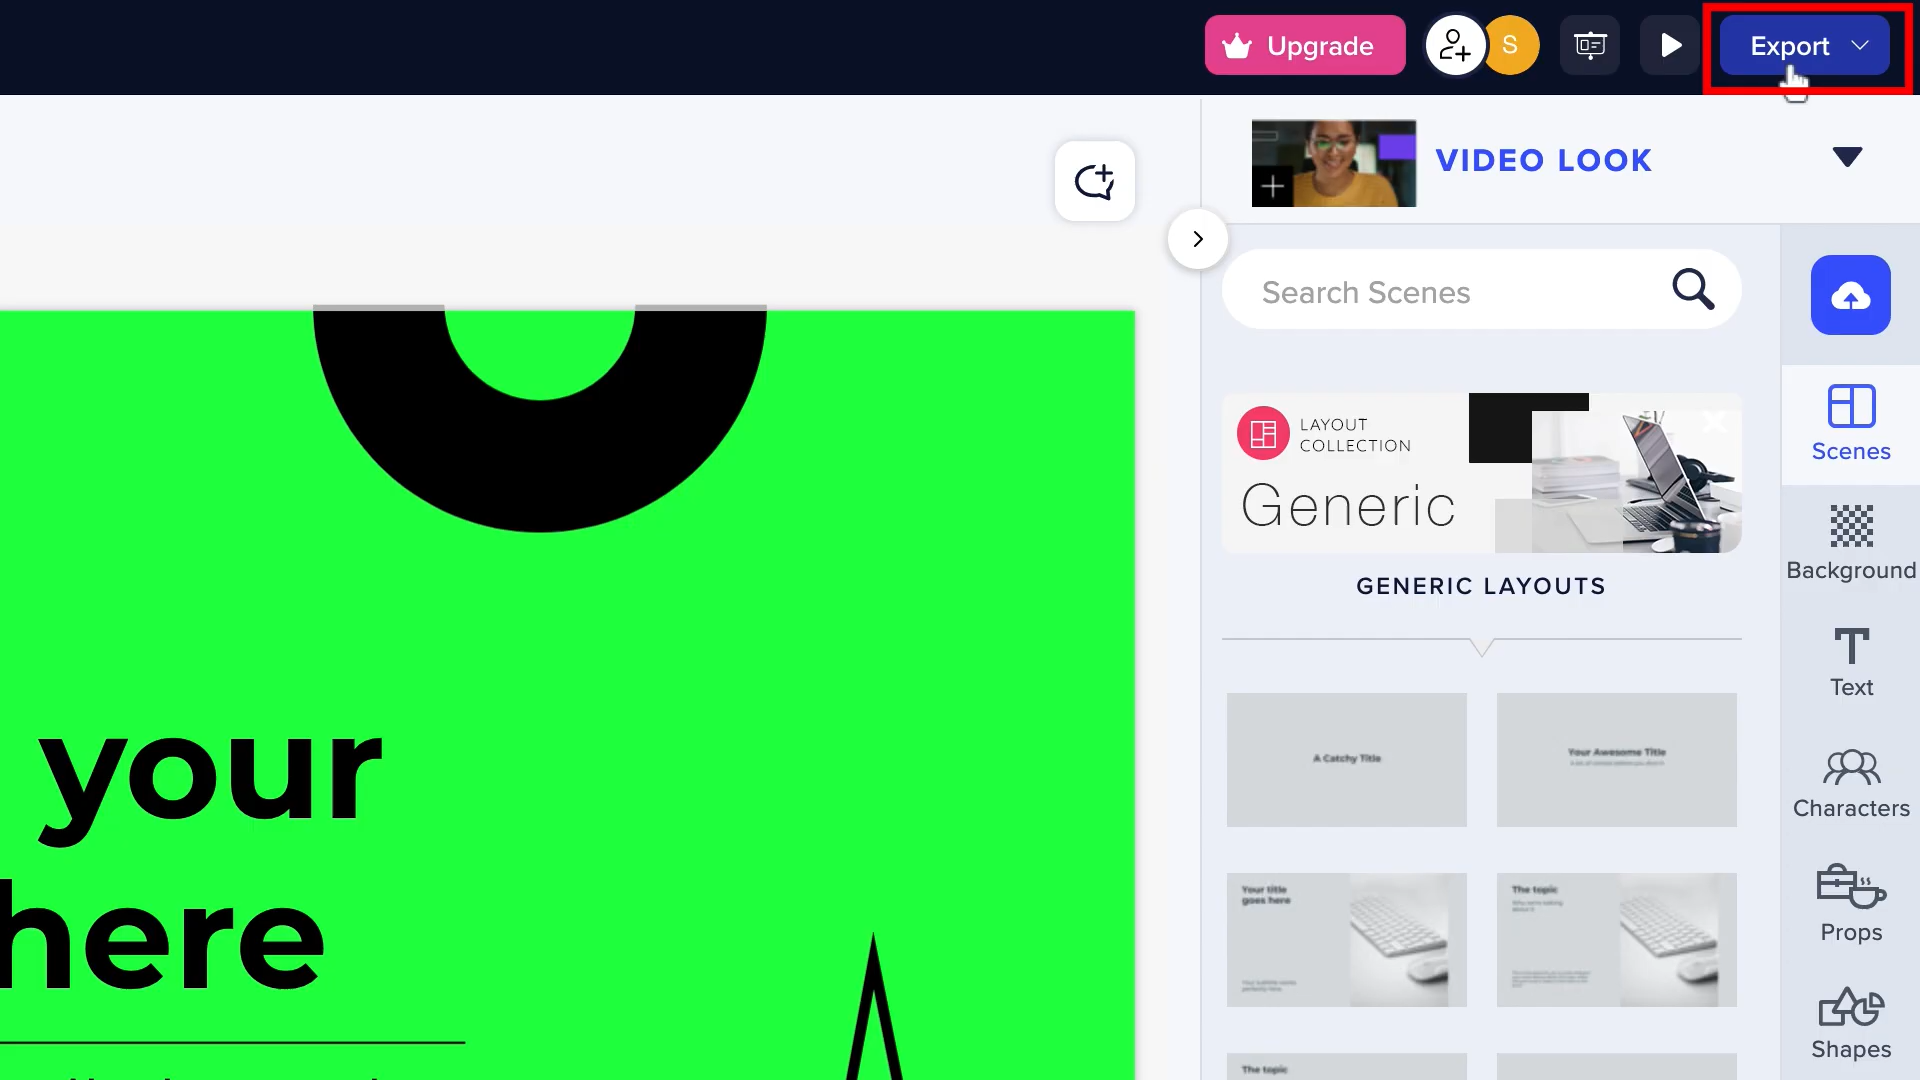 Upgrade
S
Export
VIDEO LOOK
Search Scenes
LAYOUT
COLLECTION
Generic
GENERIC LAYOUTS
A Catchy Title
Your Awesome Title
Your title
goes here
The topic
The topic
your
here
Scenes
Background
Text
Characters
Props
Shapes